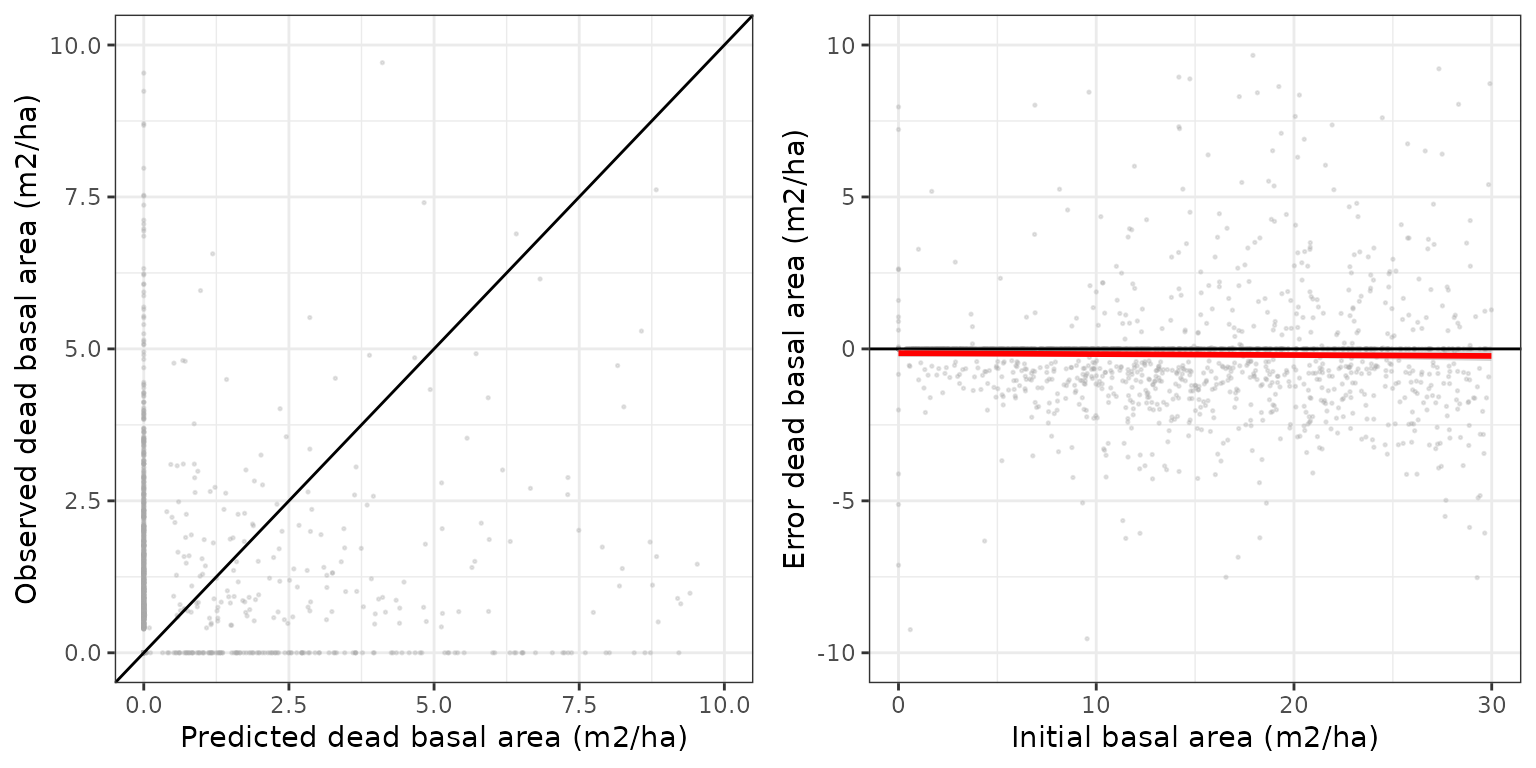 10.0
7.5
5.0
2.5
0.0
0.0 2.5 5.0 7.5 10.0
Observed dead basal area (m2/ha)
Predicted dead basal area (m2/ha)
10
5
0
-5
-10
0 10 20 30
Error dead basal area (m2/ha)
Initial basal area (m2/ha)